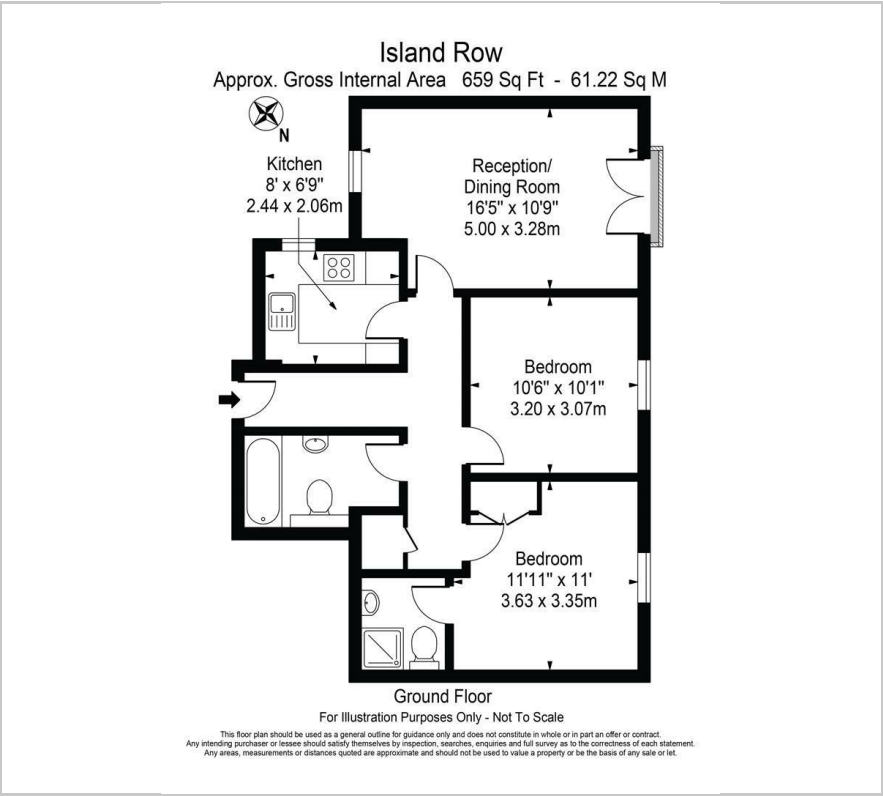 Island Row
Approx. Gross Internal Area 659 Sq Ft - 61.22 Sq M
N
Kitchen
8' x 6'9"
2.44 x 2.06m
Reception/
Dining Room
16'5" x 10'9"
5.00 x 3.28m
Bedroom
10'6" x 10'1"
3.20 x 3.07m
Bedroom
11'11" x 11'
3.63 x 3.35m
Ground Floor
For Illustration Purposes Only - Not To Scale
This floor plan should be used as a general outline for guidance only and does not constitute in whole or in part an offer or contract.
Any intending purchaser or lessee should satisfy themselves by inspection, searches, enquiries and full survey as to the correctness of each statement.
Any areas, measurements or distances quoted are approximate and should not be used to value a property or be the basis of any sale or let.